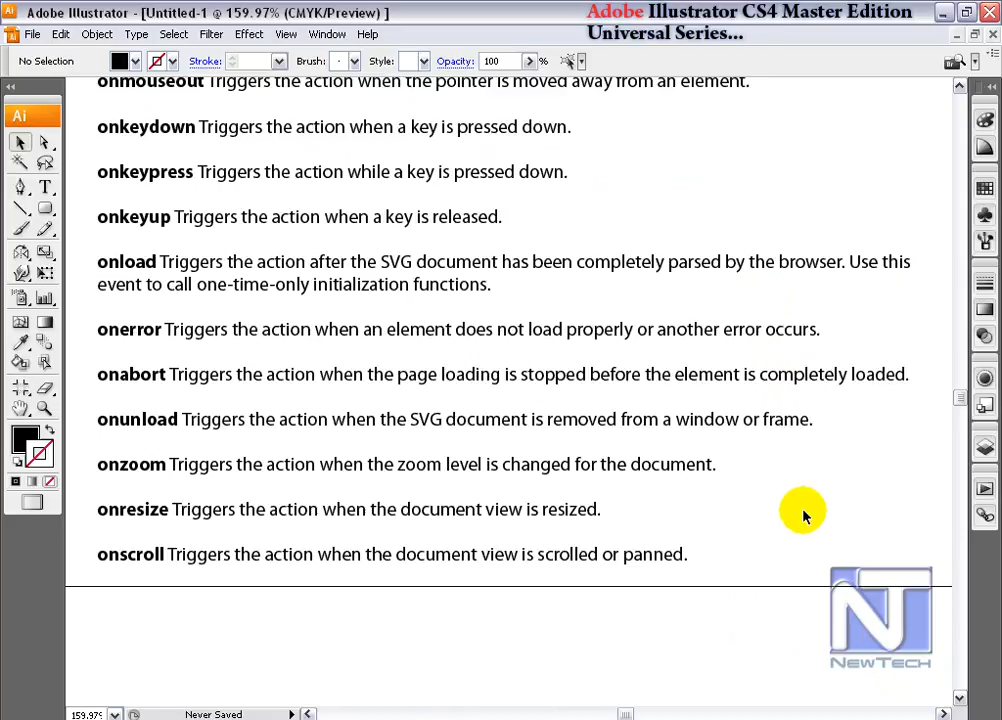 Adobe Illustrator - [Untitled-1 @ 159.97% (CMYK/Preview) ]
Adobe Illustrator CS4 Master Edition
Universal Series...
File Edit Object Type Select Filter Effect View Window Help
No Selection Stroke: Brush: Style: Opacity: 100 %
onmouseout Triggers the action when the pointer is moved away from an element.
Ai
onkeydown Triggers the action when a key is pressed down.
onkeypress Triggers the action while a key is pressed down.
onkeyup Triggers the action when a key is released.
onload Triggers the action after the SVG document has been completely parsed by the browser. Use this
event to call one-time-only initialization functions.
onerror Triggers the action when an element does not load properly or another error occurs.
onabort Triggers the action when the page loading is stopped before the element is completely loaded.
onunload Triggers the action when the SVG document is removed from a window or frame.
onzoom Triggers the action when the zoom level is changed for the document.
onresize Triggers the action when the document view is resized.
onscroll Triggers the action when the document view is scrolled or panned.
NT
NEWTECH
159.97% Never Saved